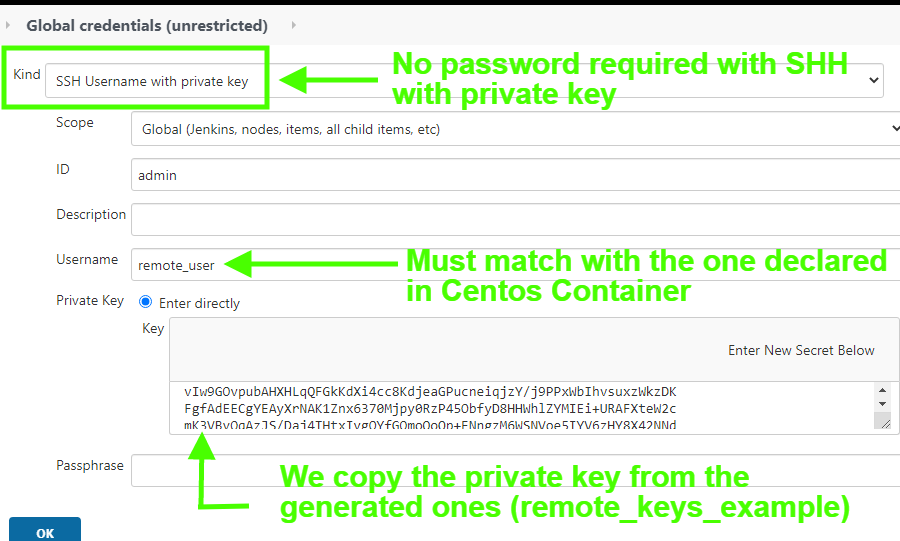 Global credentials (unrestricted)
Kind
SSH Username with private key
No password required with SHH
with private key
Scope
Global (Jenkins, nodes, items, all child items, etc)
ID
admin
Description
Username
remote_user
Must match with the one declared
in Centos Container
Private Key
Enter directly
Key
Enter New Secret Below
vIw9GOvpubAHXHLqQFGkKdXi4cc8KdjeaGPucneiqjzY/j9PPxWbIhvsuxzWkzDK
FgfAdEECgYEAyXrNAK1Znx6370Mjpy0RzP45ObfyD8HHWhlZYMIEi+URAFXteW2c
Passphrase
We copy the private key from the
generated ones (remote_keys_example)
OK